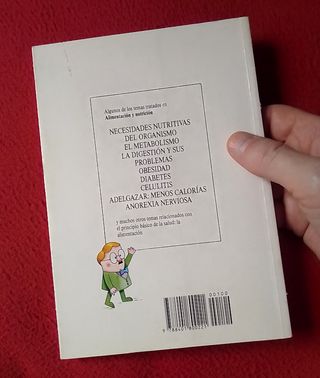 Algunos de los temas tratados en
Alimentación y nutrición
NECESIDADES NUTRITIVAS
DEL ORGANISMO
EL METABOLISMO
LA DIGESTIÓN Y SUS
PROBLEMAS
OBESIDAD
DIABETES
CELULITIS
ADELGAZAR: MENOS CALORÍAS
ANOREXIA NERVIOSA
y muchos otros temas relacionados con
el principio básico de la salud: la
alimentación
00100